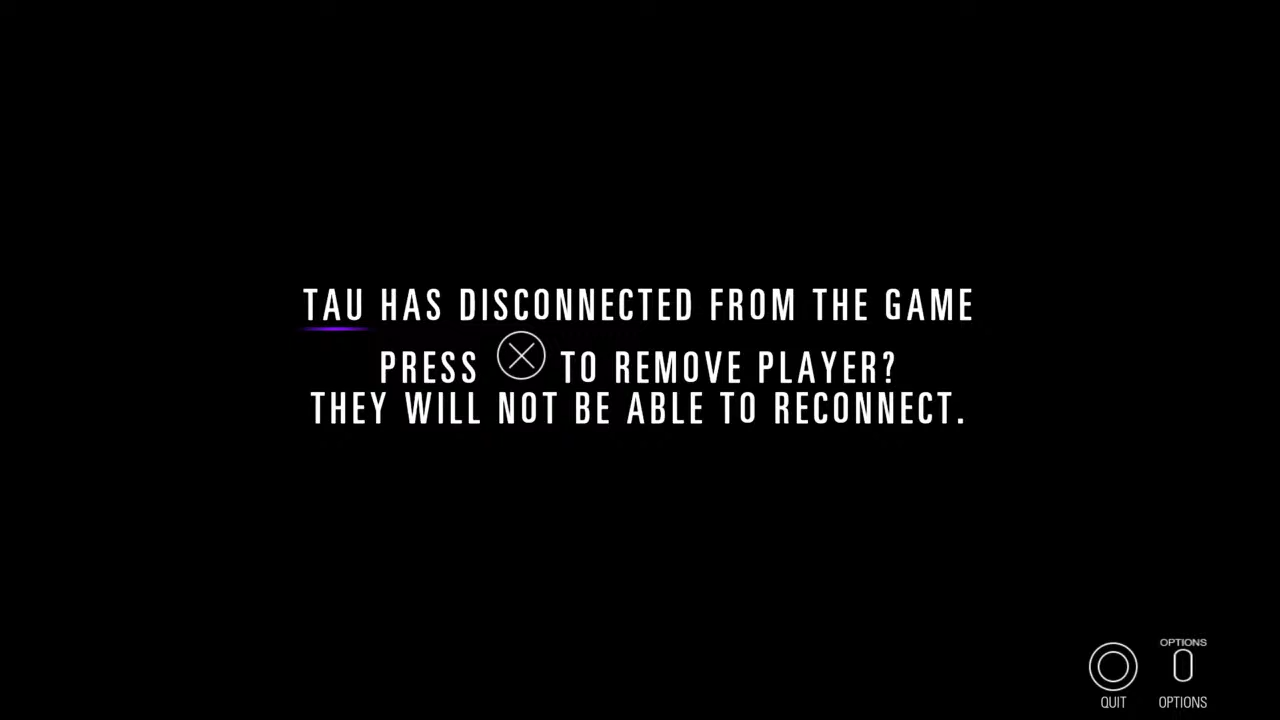 TAU HAS DISCONNECTED FROM THE GAME
PRESS TO REMOVE PLAYER?
THEY WILL NOT BE ABLE TO RECONNECT.
OPTIONS
QUIT OPTIONS